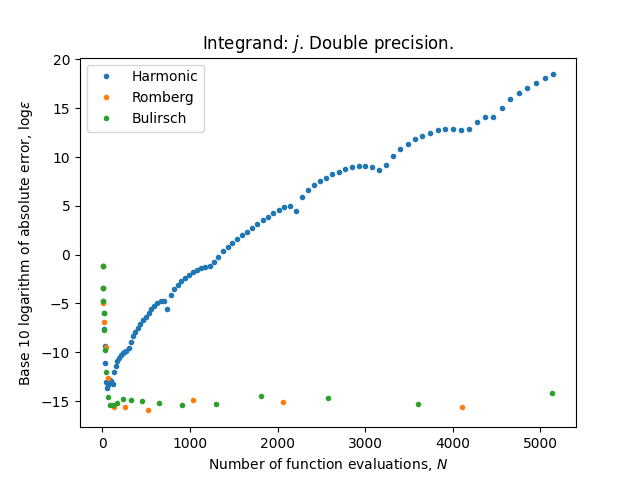 Integrand: j. Double precision.
Harmonic
Romberg
Bulirsch
Base 10 logarithm of absolute error, logε
20
15
10
5
0
−5
−10
−15
0 1000 2000 3000 4000 5000
Number of function evaluations, N